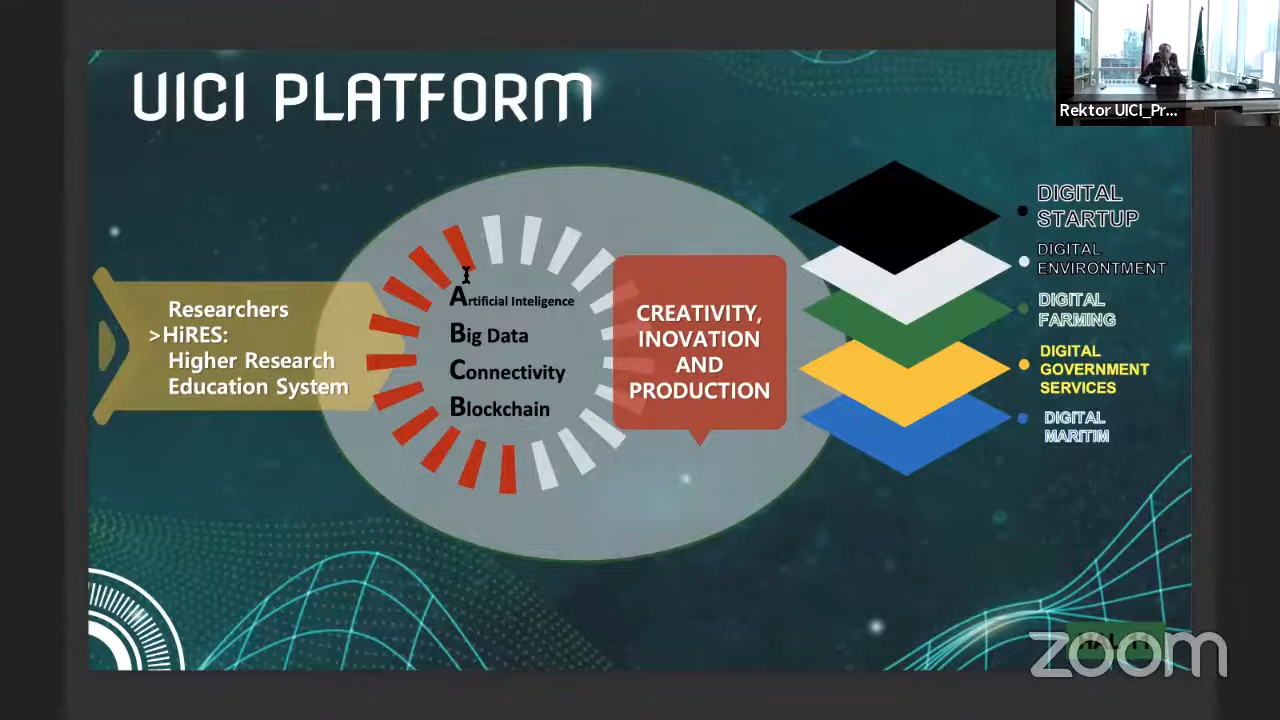 UICI PLATFORM
Rektor UICI_Pr...
Researchers
>HiRES:
Higher Research
Education System
Artificial Inteligence
Big Data
Connectivity
Blockchain
CREATIVITY,
INOVATION
AND
PRODUCTION
DIGITAL
STARTUP
DIGITAL
ENVIRONTMENT
DIGITAL
FARMING
DIGITAL
GOVERNMENT
SERVICES
DIGITAL
MARITIM
zoom